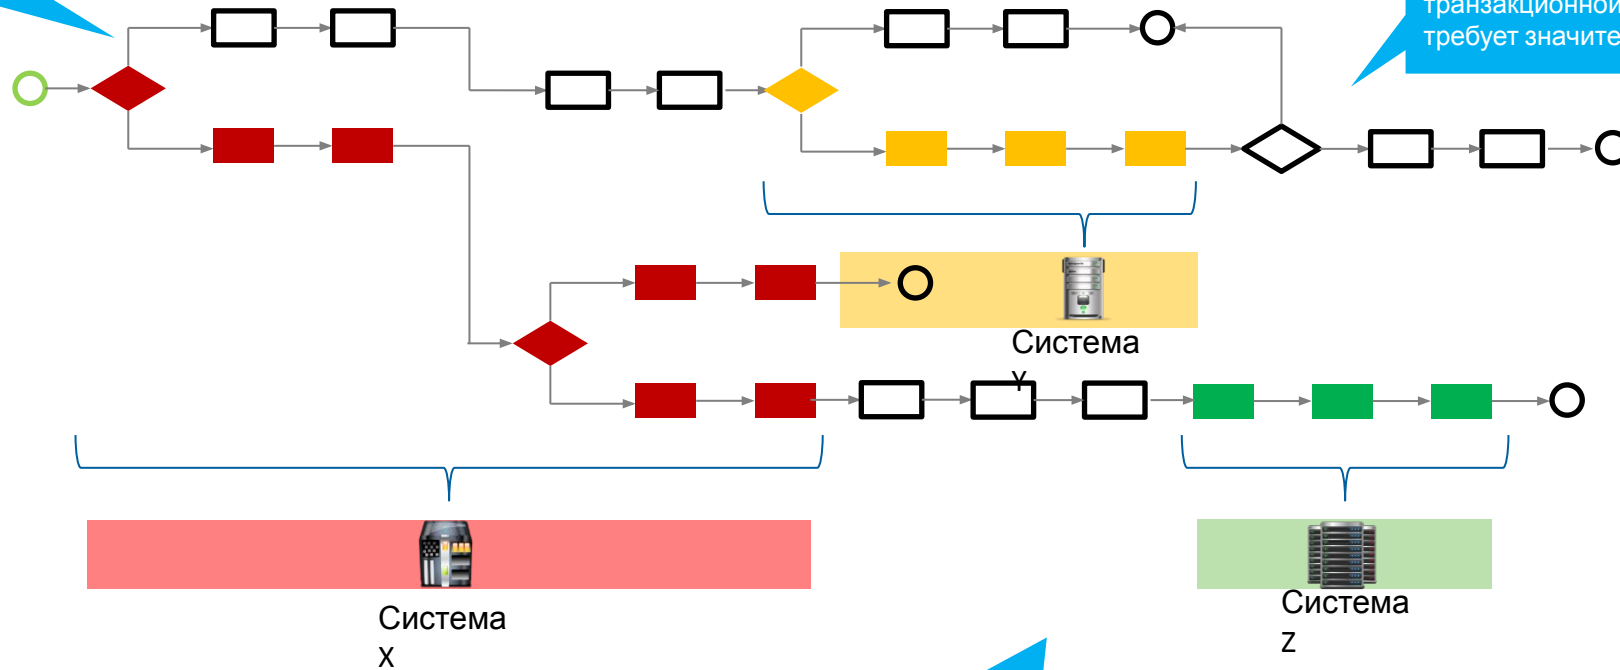 транзакционной
требует значите
Система
Y
Система
Z
Система
X